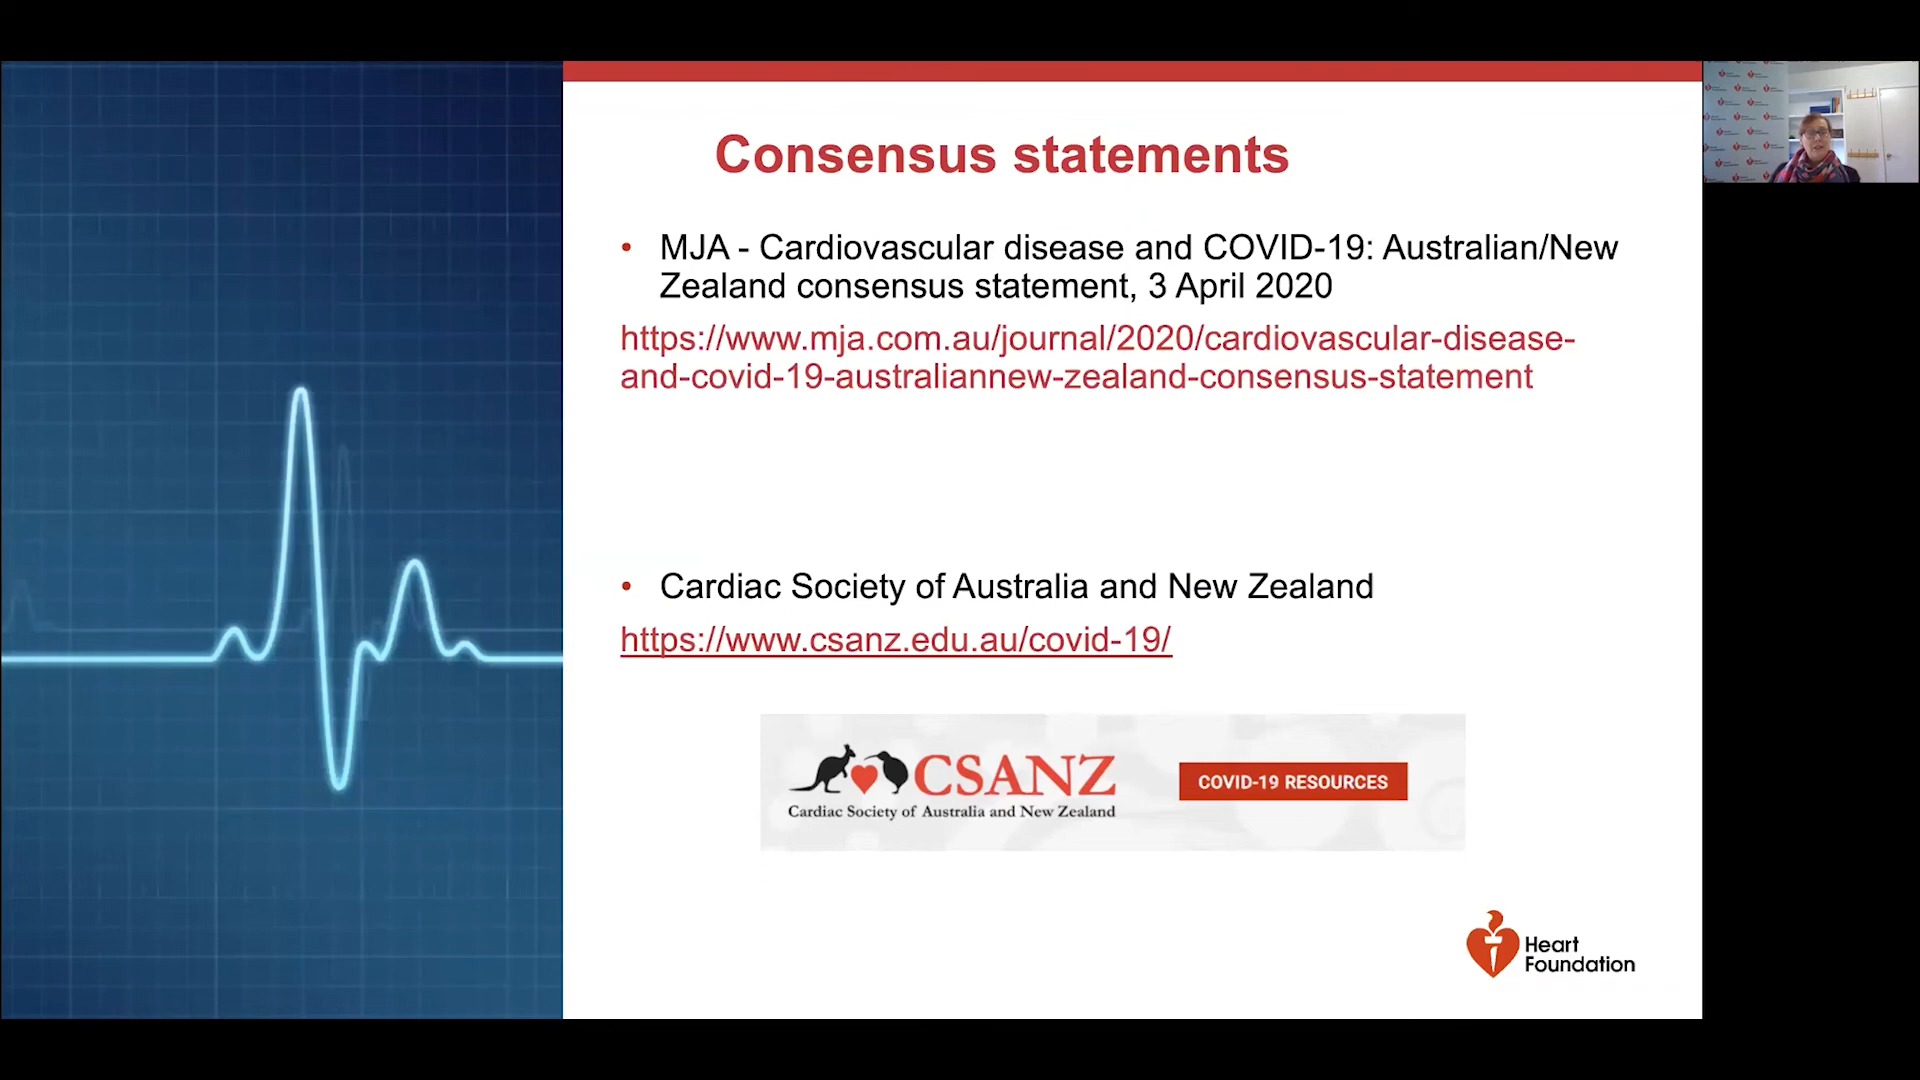 Consensus statements
• MJA - Cardiovascular disease and COVID-19: Australian/New
Zealand consensus statement, 3 April 2020
https://www.mja.com.au/journal/2020/cardiovascular-disease-
and-covid-19-australiannew-zealand-consensus-statement
• Cardiac Society of Australia and New Zealand
https://www.csanz.edu.au/covid-19/
CSANZ
Cardiac Society of Australia and New Zealand
COVID-19 RESOURCES
Heart
Foundation